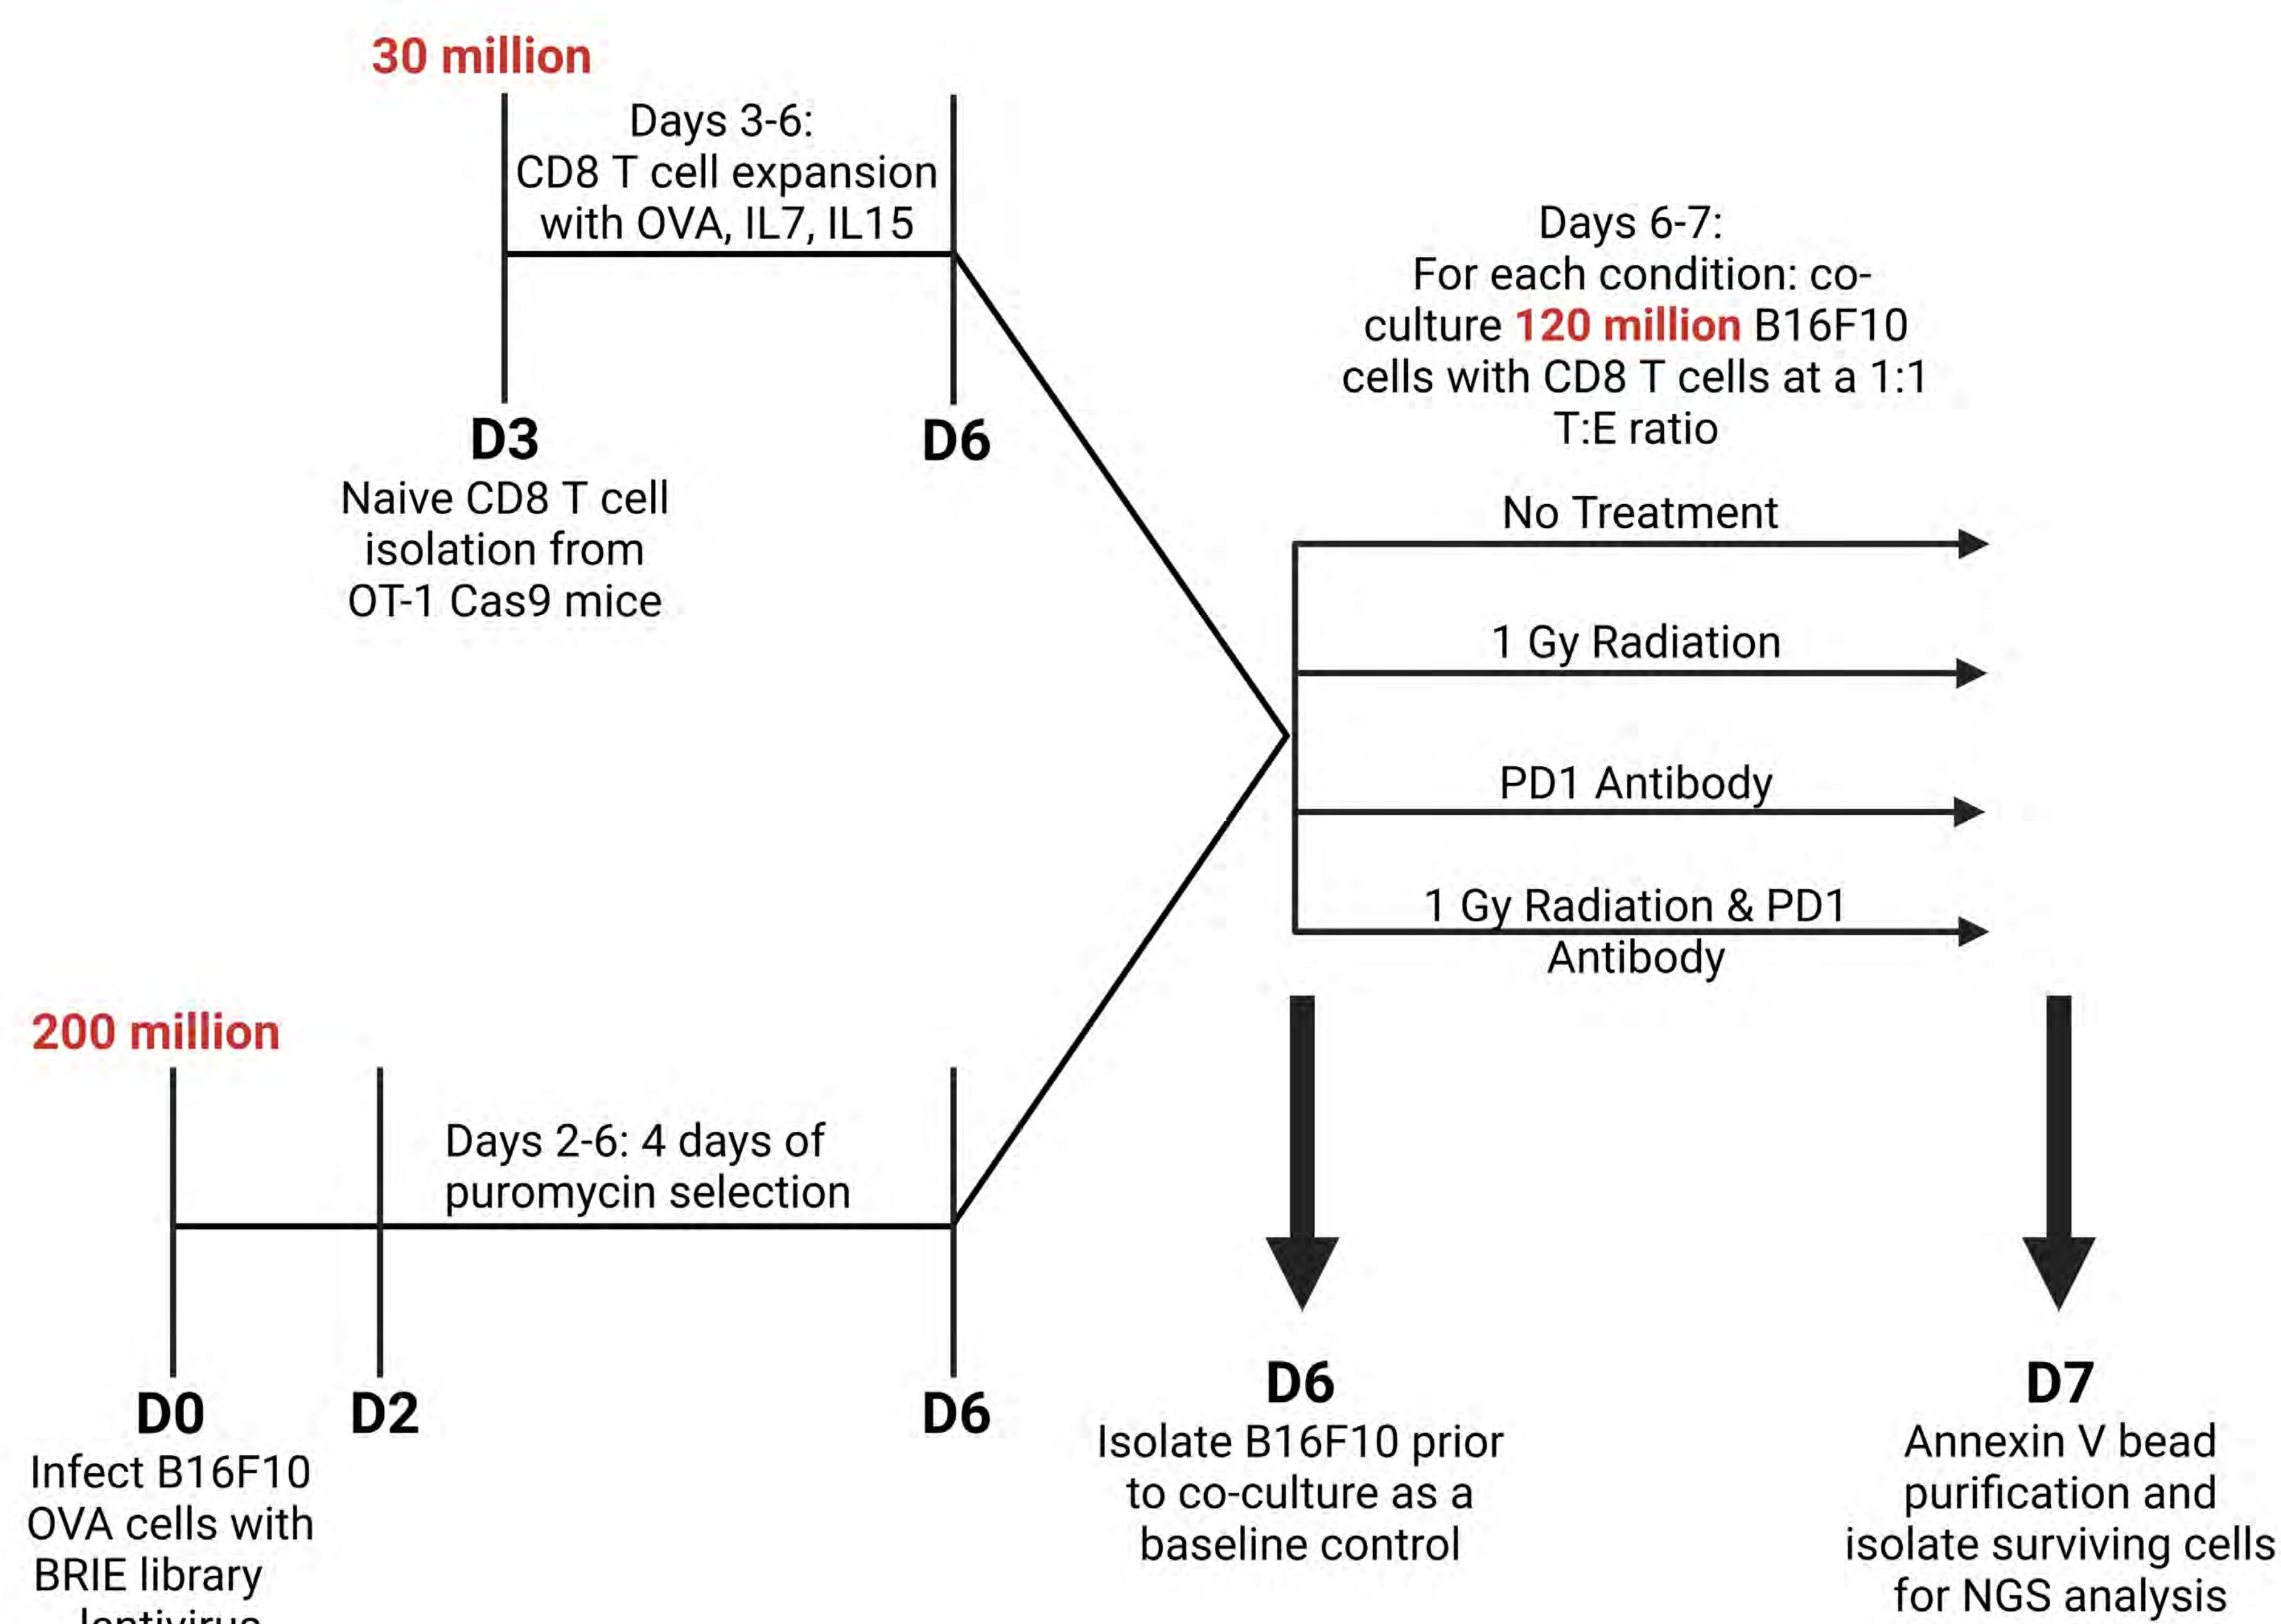 30 million
Days 3-6:
CD8 T cell expansion
with OVA, IL7, IL15
D3
D6
Naive CD8 T cell
isolation from
OT-1 Cas9 mice
Days 6-7:
For each condition: co-
culture 120 million B16F10
cells with CD8 T cells at a 1:1
T:E ratio
No Treatment
1 Gy Radiation
PD1 Antibody
1 Gy Radiation & PD1
Antibody
200 million
Days 2-6: 4 days of
puromycin selection
D0
D2
D6
Infect B16F10
OVA cells with
BRIE library
lentivirus
D6
Isolate B16F10 prior
to co-culture as a
baseline control
D7
Annexin V bead
purification and
isolate surviving cells
for NGS analysis